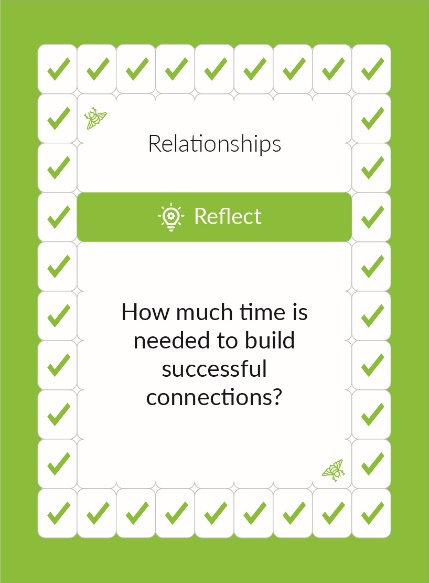 Relationships
Reflect
How much time is
needed to build
successful
connections?